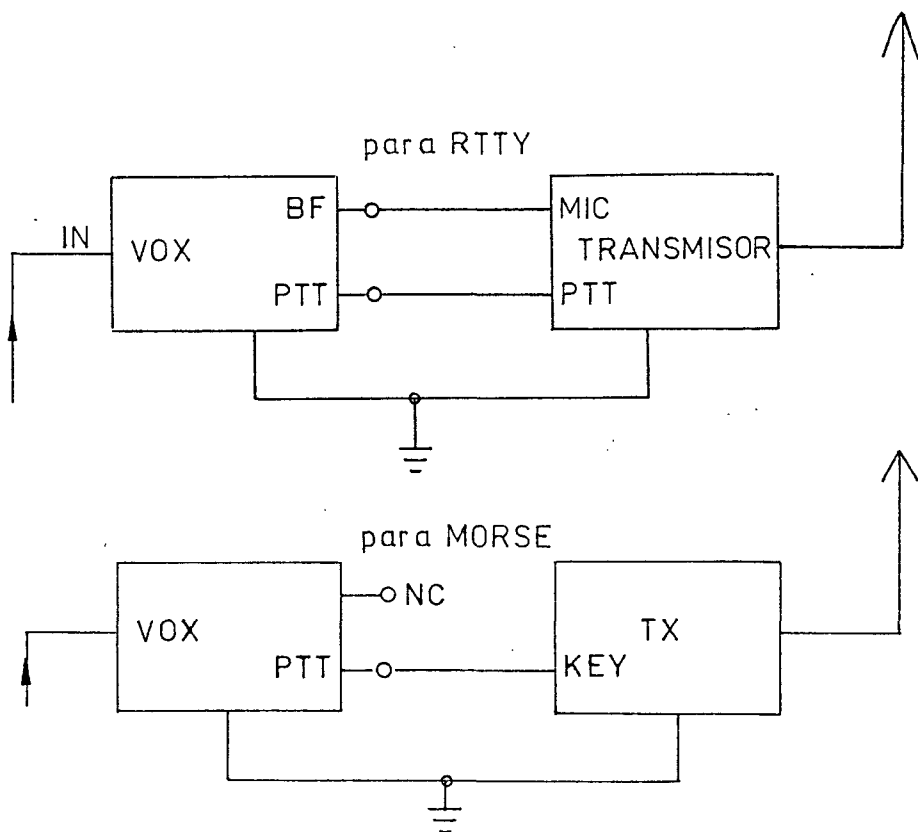 para RTTY
BF
MIC
IN
VOX
TRANSMISOR
PTT
PTT
para MORSE
NC
VOX
TX
PTT
KEY